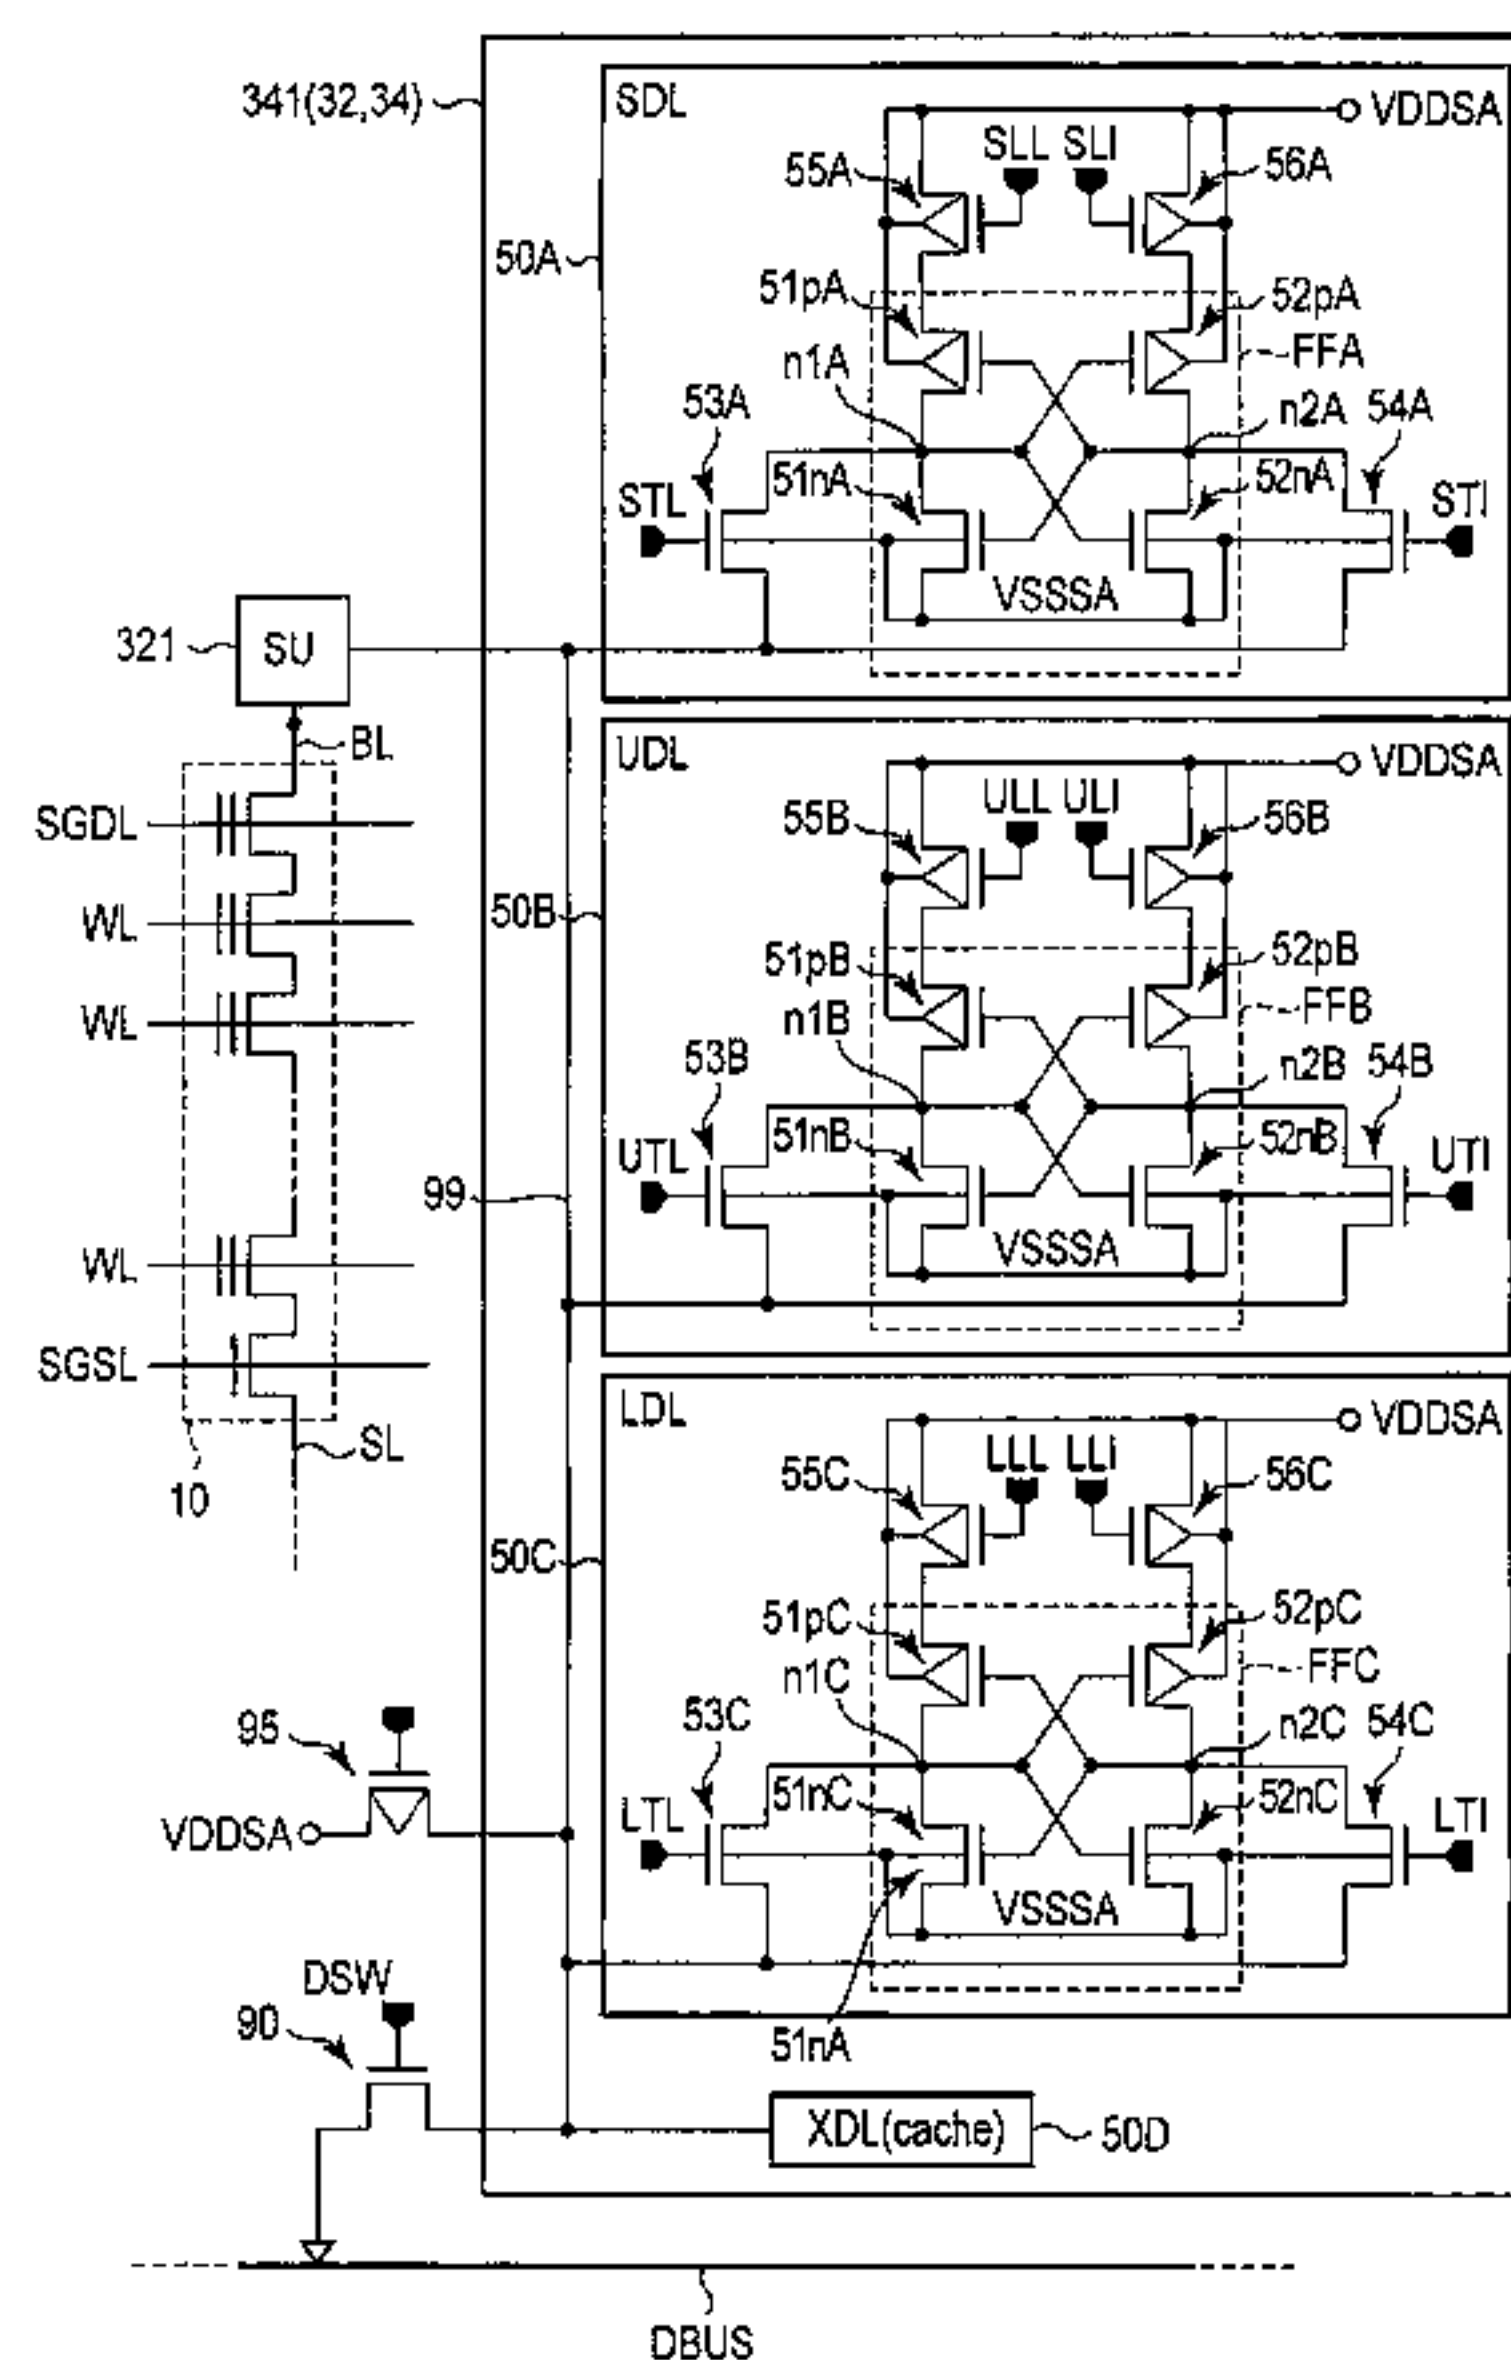 341(32,34)
SDL
VDDSA
SLL SLI
55A
56A
50A
51pA
52pA
n1A
FFA
53A
n2A 54A
51nA
52nA
STL
STI
VSSSA
321
SU
BL
UDL
VDDSA
ULL ULI
SGDL
55B
56B
WL
50B
51pB
52pB
WL
n1B
FFB
53B
n2B 54B
51nB
52nB
UTL
UTI
99
WL
VSSSA
SGSL
LDL
VDDSA
SL
LLL LLI
55C
56C
10
50C
51pC
52pC
n1C
FFC
95
53C
n2C 54C
51nC
52nC
VDDSA
LTL
LTI
VSSSA
DSW
90
51nA
XDL(cache)
50D
DBUS